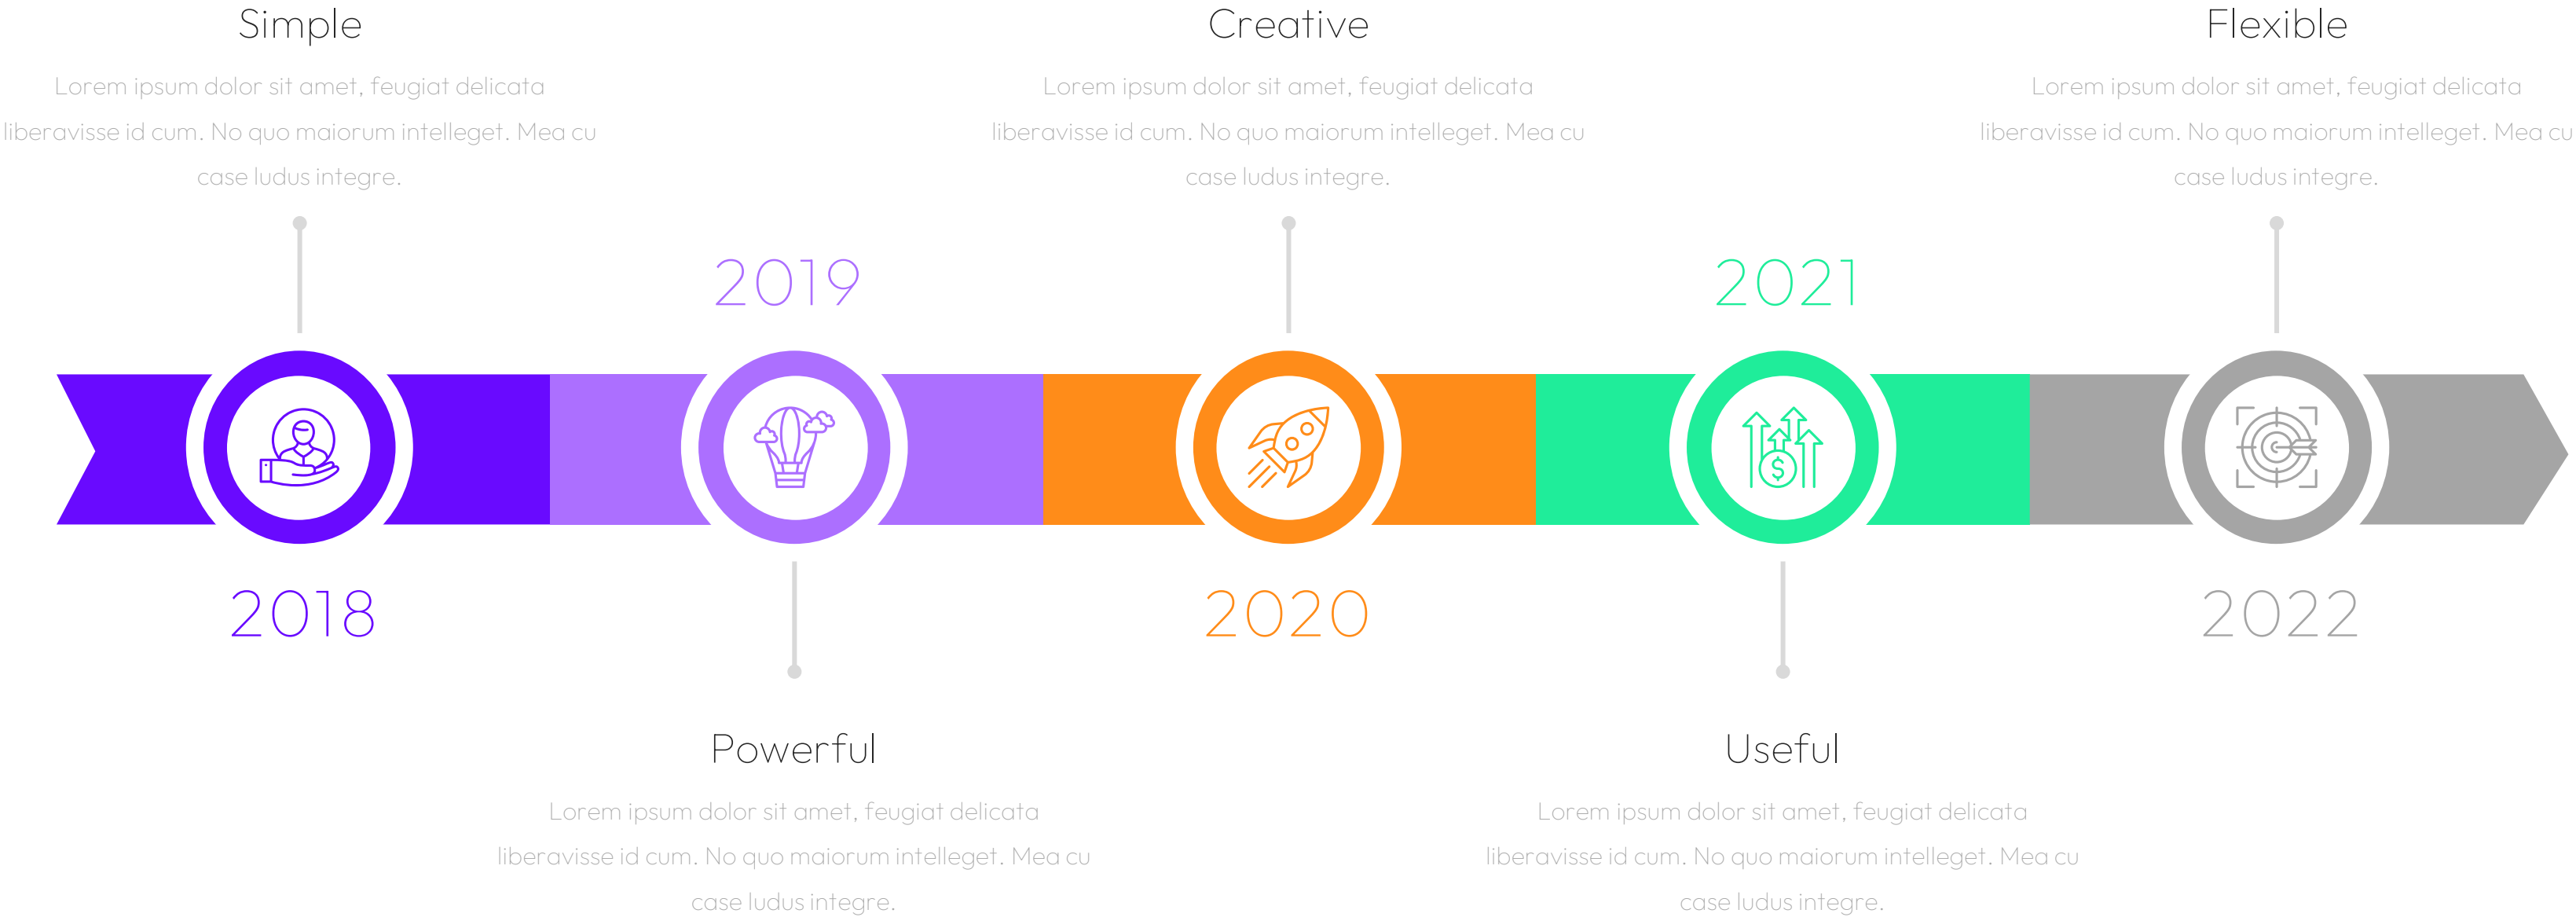 Simple
Lorem ipsum dolor sit amet, feugiat delicata
liberavisse id cum. No quo maiorum intelleget. Mea cu
case ludus integre.
2018
2019
Powerful
Lorem ipsum dolor sit amet, feugiat delicata
liberavisse id cum. No quo maiorum intelleget. Mea cu
case ludus integre.
Creative
Lorem ipsum dolor sit amet, feugiat delicata
liberavisse id cum. No quo maiorum intelleget. Mea cu
case ludus integre.
2020
2021
$
Useful
Lorem ipsum dolor sit amet, feugiat delicata
liberavisse id cum. No quo maiorum intelleget. Mea cu
case ludus integre.
Flexible
Lorem ipsum dolor sit amet, feugiat delicata
liberavisse id cum. No quo maiorum intelleget. Mea cu
case ludus integre.
2022